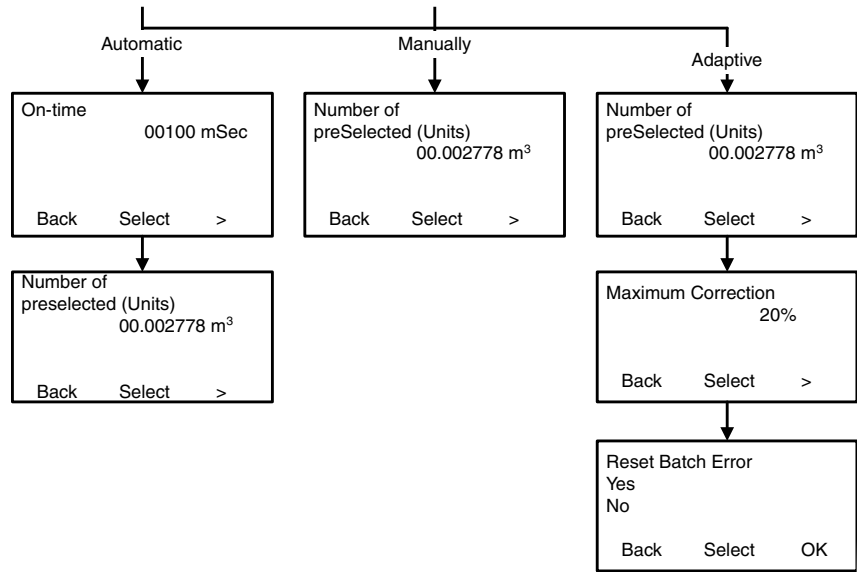 Automatic
On-time
00100 mSec
Back Select >
Number of
preselected (Units)
00.002778 m³
Back Select >
Manually
Number of
preSelected (Units)
00.002778 m³
Back Select >
Adaptive
Number of
preSelected (Units)
00.002778 m³
Back Select >
Maximum Correction
20%
Back Select >
Reset Batch Error
Yes
No
Back Select OK